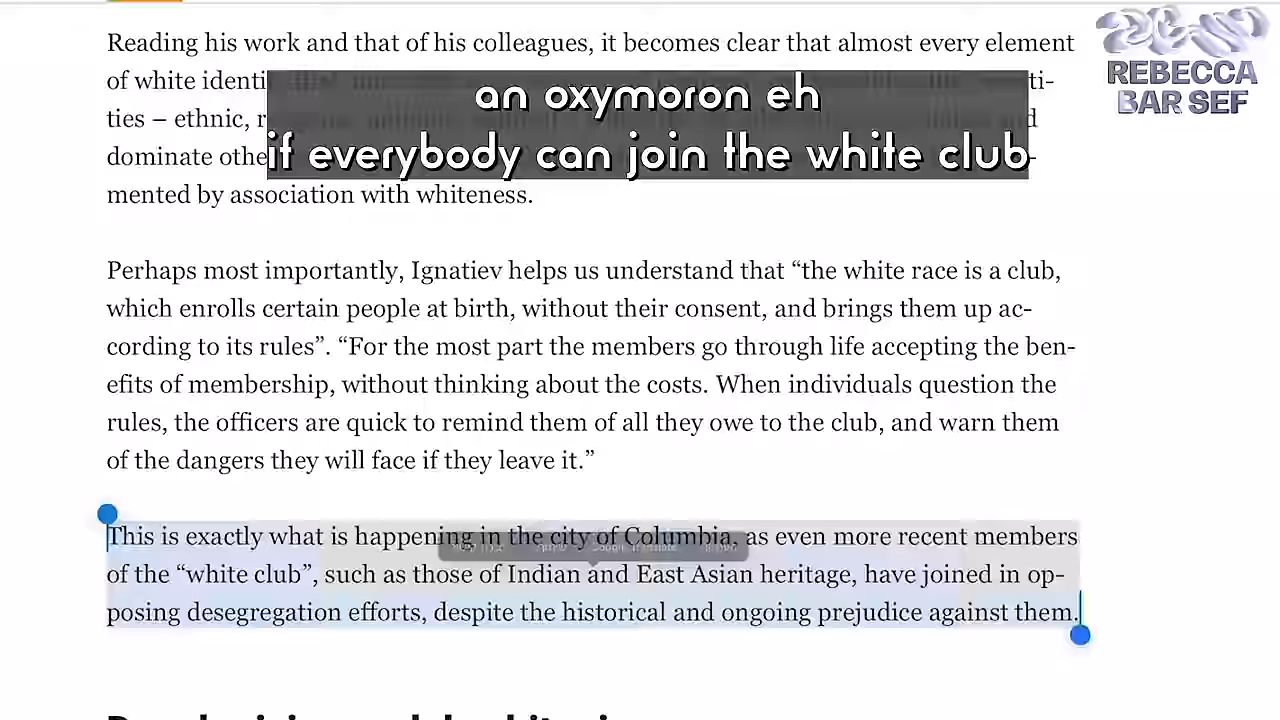 Reading his work and that of his colleagues, it becomes clear that almost every element
of white identi ti-
ties – ethnic, r d
dominate othe -
mented by association with whiteness.
an oxymoron eh
if everybody can join the white club
REBECCA
BAR SEF
Perhaps most importantly, Ignatiev helps us understand that “the white race is a club,
which enrolls certain people at birth, without their consent, and brings them up ac-
cording to its rules”. “For the most part the members go through life accepting the ben-
efits of membership, without thinking about the costs. When individuals question the
rules, the officers are quick to remind them of all they owe to the club, and warn them
of the dangers they will face if they leave it.”
This is exactly what is happening in the city of Columbia, as even more recent members
of the “white club”, such as those of Indian and East Asian heritage, have joined in op-
posing desegregation efforts, despite the historical and ongoing prejudice against them.